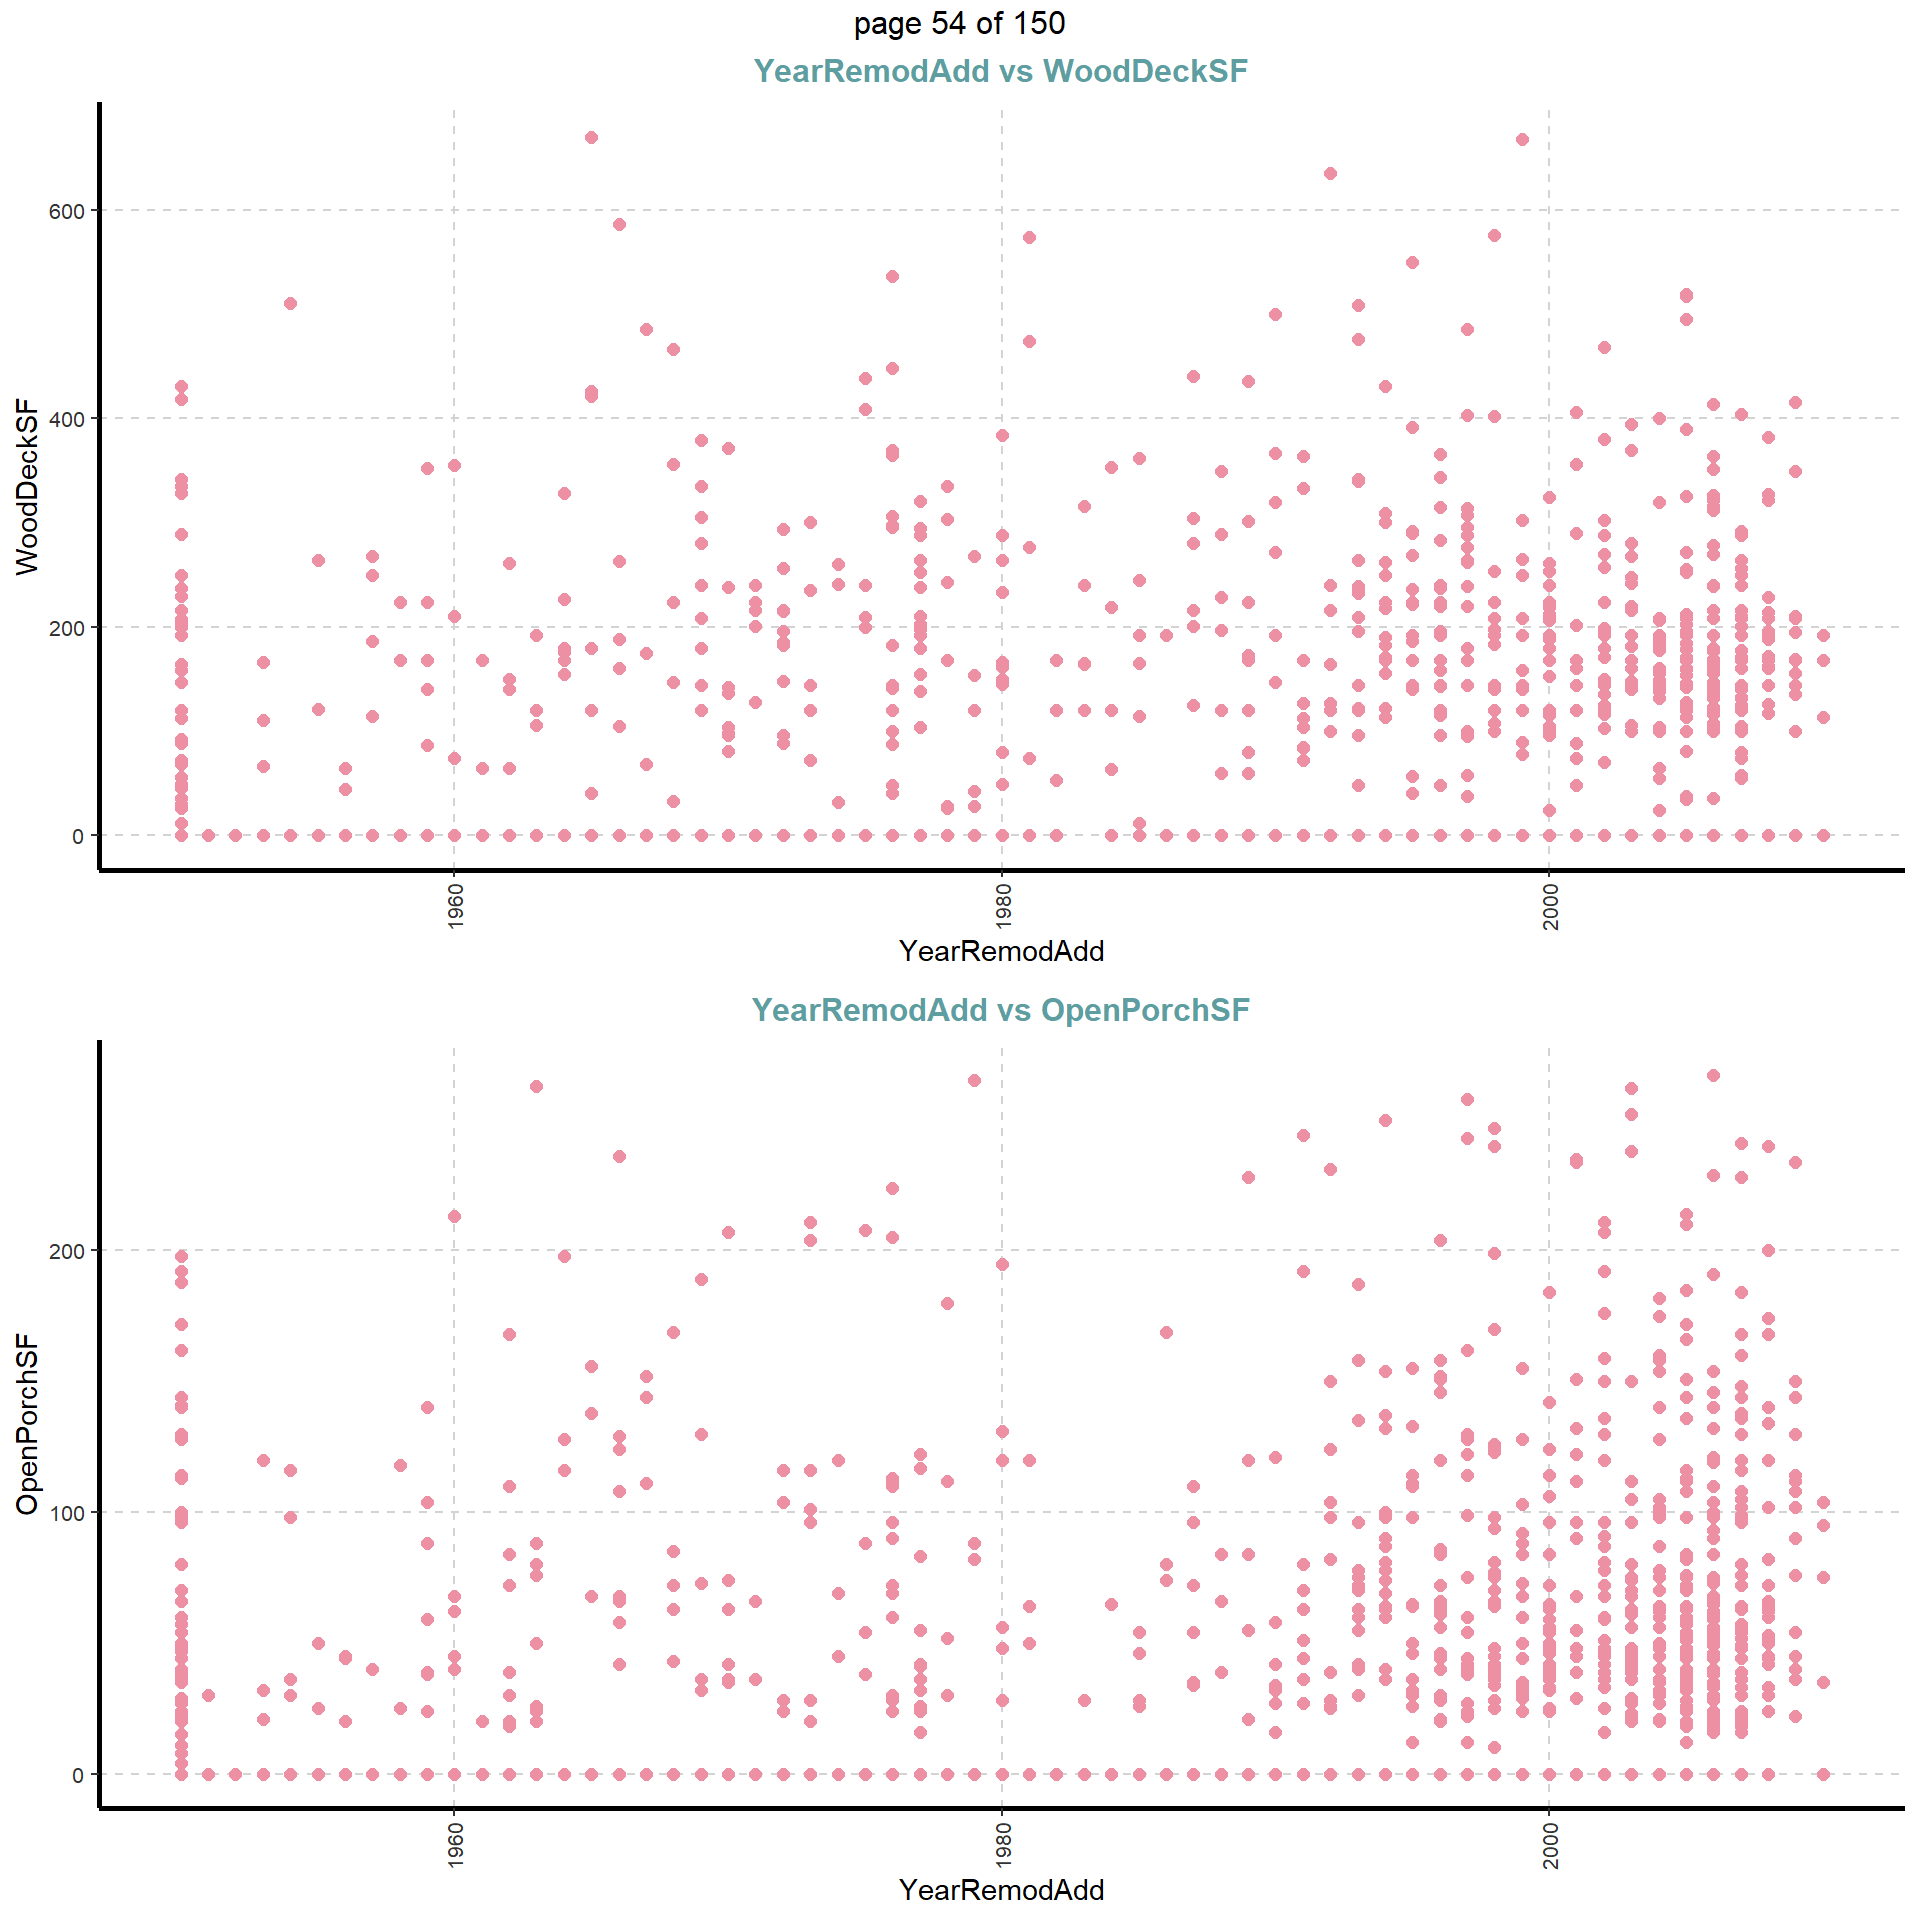 page 54 of 150
YearRemodAdd vs WoodDeckSF
WoodDeckSF
600
400
200
0
1960
1980
2000
YearRemodAdd
YearRemodAdd vs OpenPorchSF
OpenPorchSF
200
100
0
1960
1980
2000
YearRemodAdd